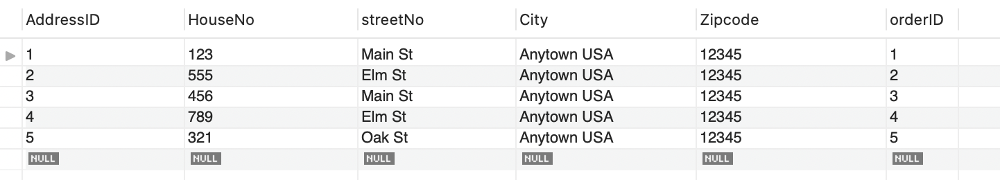 AddressID HouseNo streetNo City Zipcode orderID
1 123 Main St Anytown USA 12345 1
2 555 Elm St Anytown USA 12345 2
3 456 Main St Anytown USA 12345 3
4 789 Elm St Anytown USA 12345 4
5 321 Oak St Anytown USA 12345 5
NULL NULL NULL NULL NULL NULL